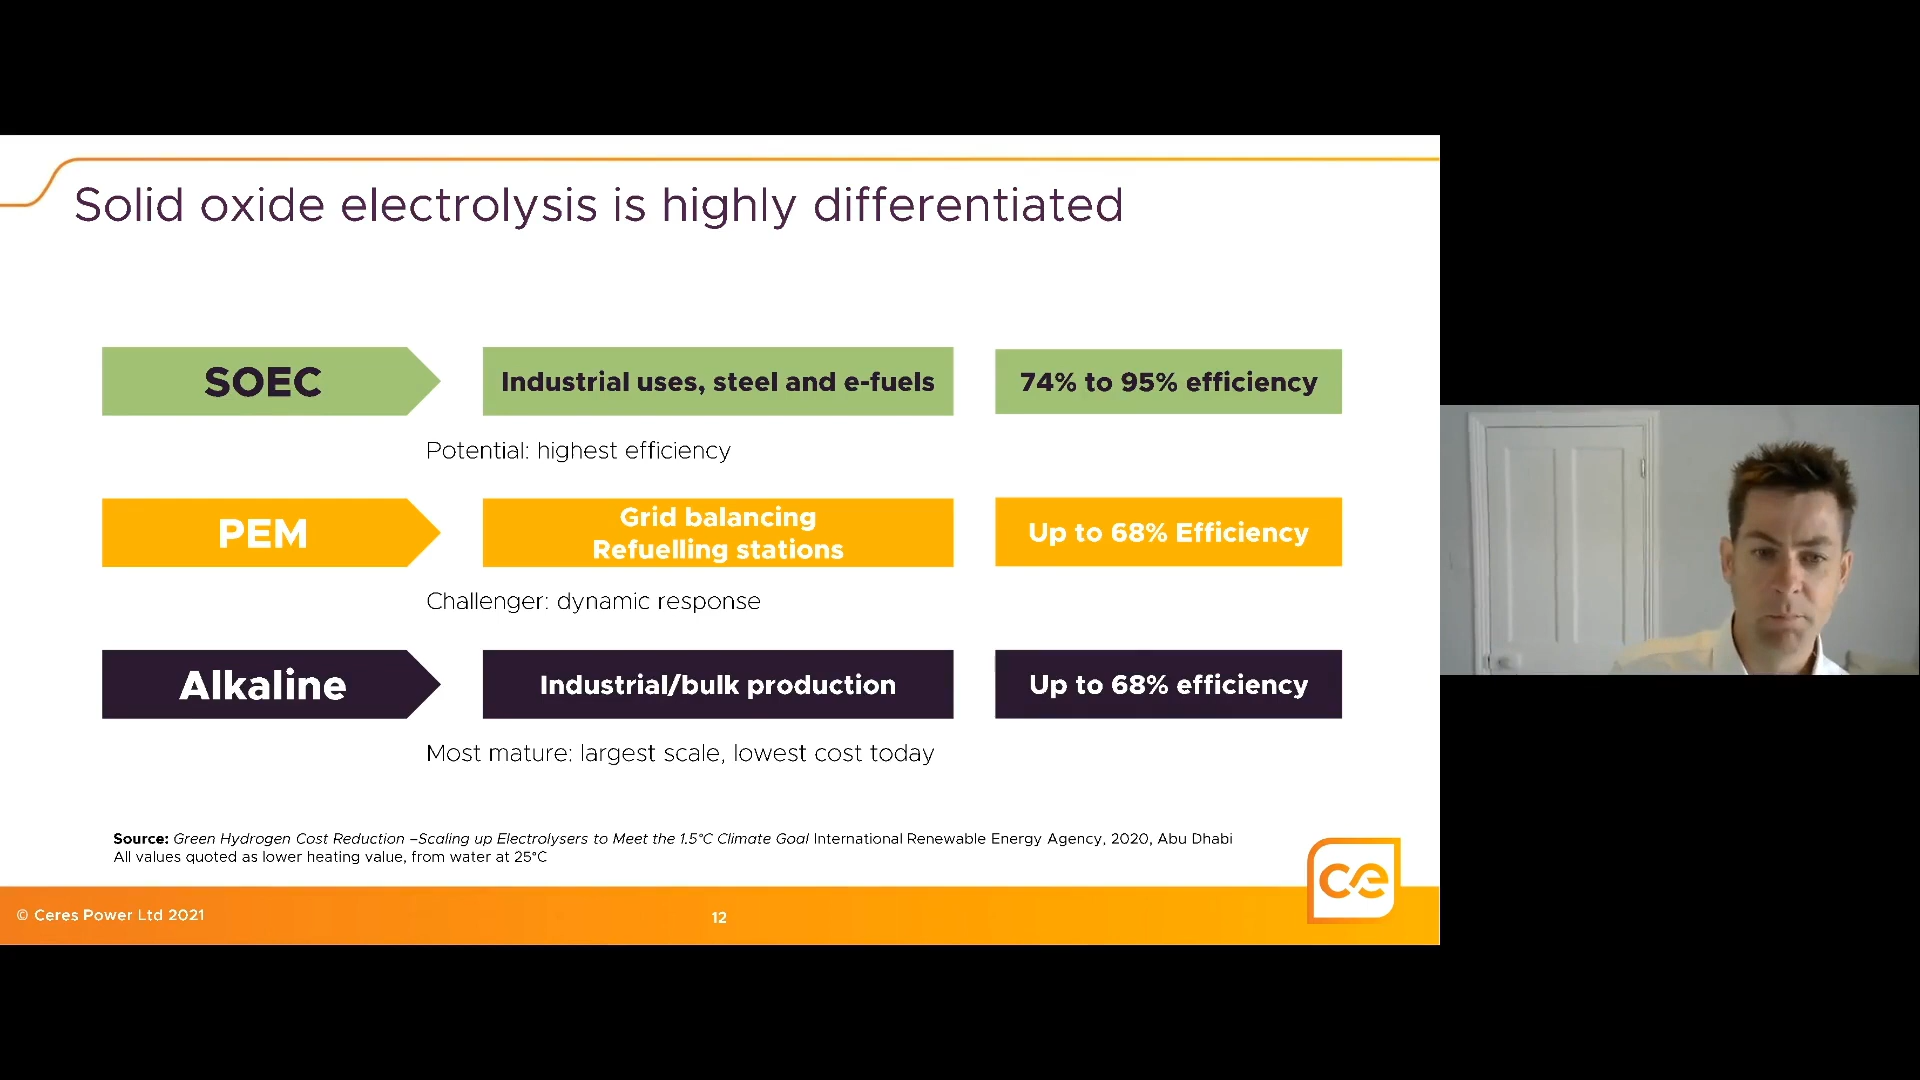 Solid oxide electrolysis is highly differentiated
SOEC
Industrial uses, steel and e-fuels
74% to 95% efficiency
Potential: highest efficiency
PEM
Grid balancing
Refuelling stations
Up to 68% Efficiency
Challenger: dynamic response
Alkaline
Industrial/bulk production
Up to 68% efficiency
Most mature: largest scale, lowest cost today
Source: Green Hydrogen Cost Reduction –Scaling up Electrolysers to Meet the 1.5°C Climate Goal International Renewable Energy Agency, 2020, Abu Dhabi
All values quoted as lower heating value, from water at 25°C
ce
© Ceres Power Ltd 2021
12